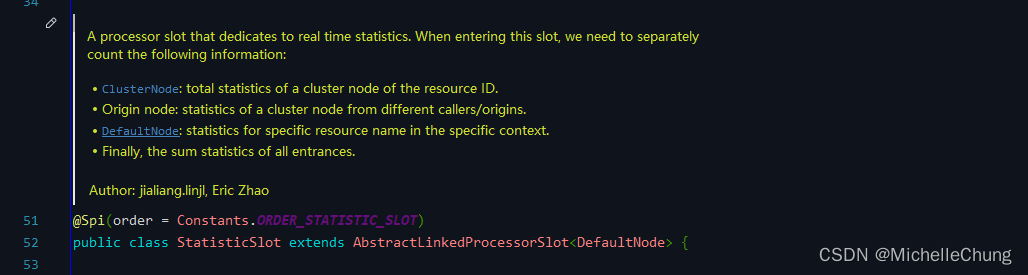 34
A processor slot that dedicates to real time statistics. When entering this slot, we need to separately
count the following information:
• ClusterNode: total statistics of a cluster node of the resource ID.
• Origin node: statistics of a cluster node from different callers/origins.
• DefaultNode: statistics for specific resource name in the specific context.
• Finally, the sum statistics of all entrances.
Author: jialiang.linjl, Eric Zhao
51 @Spi(order = Constants.ORDER_STATISTIC_SLOT)
52 public class StatisticSlot extends AbstractLinkedProcessorSlot<DefaultNode> {
53
CSDN @MichelleChung